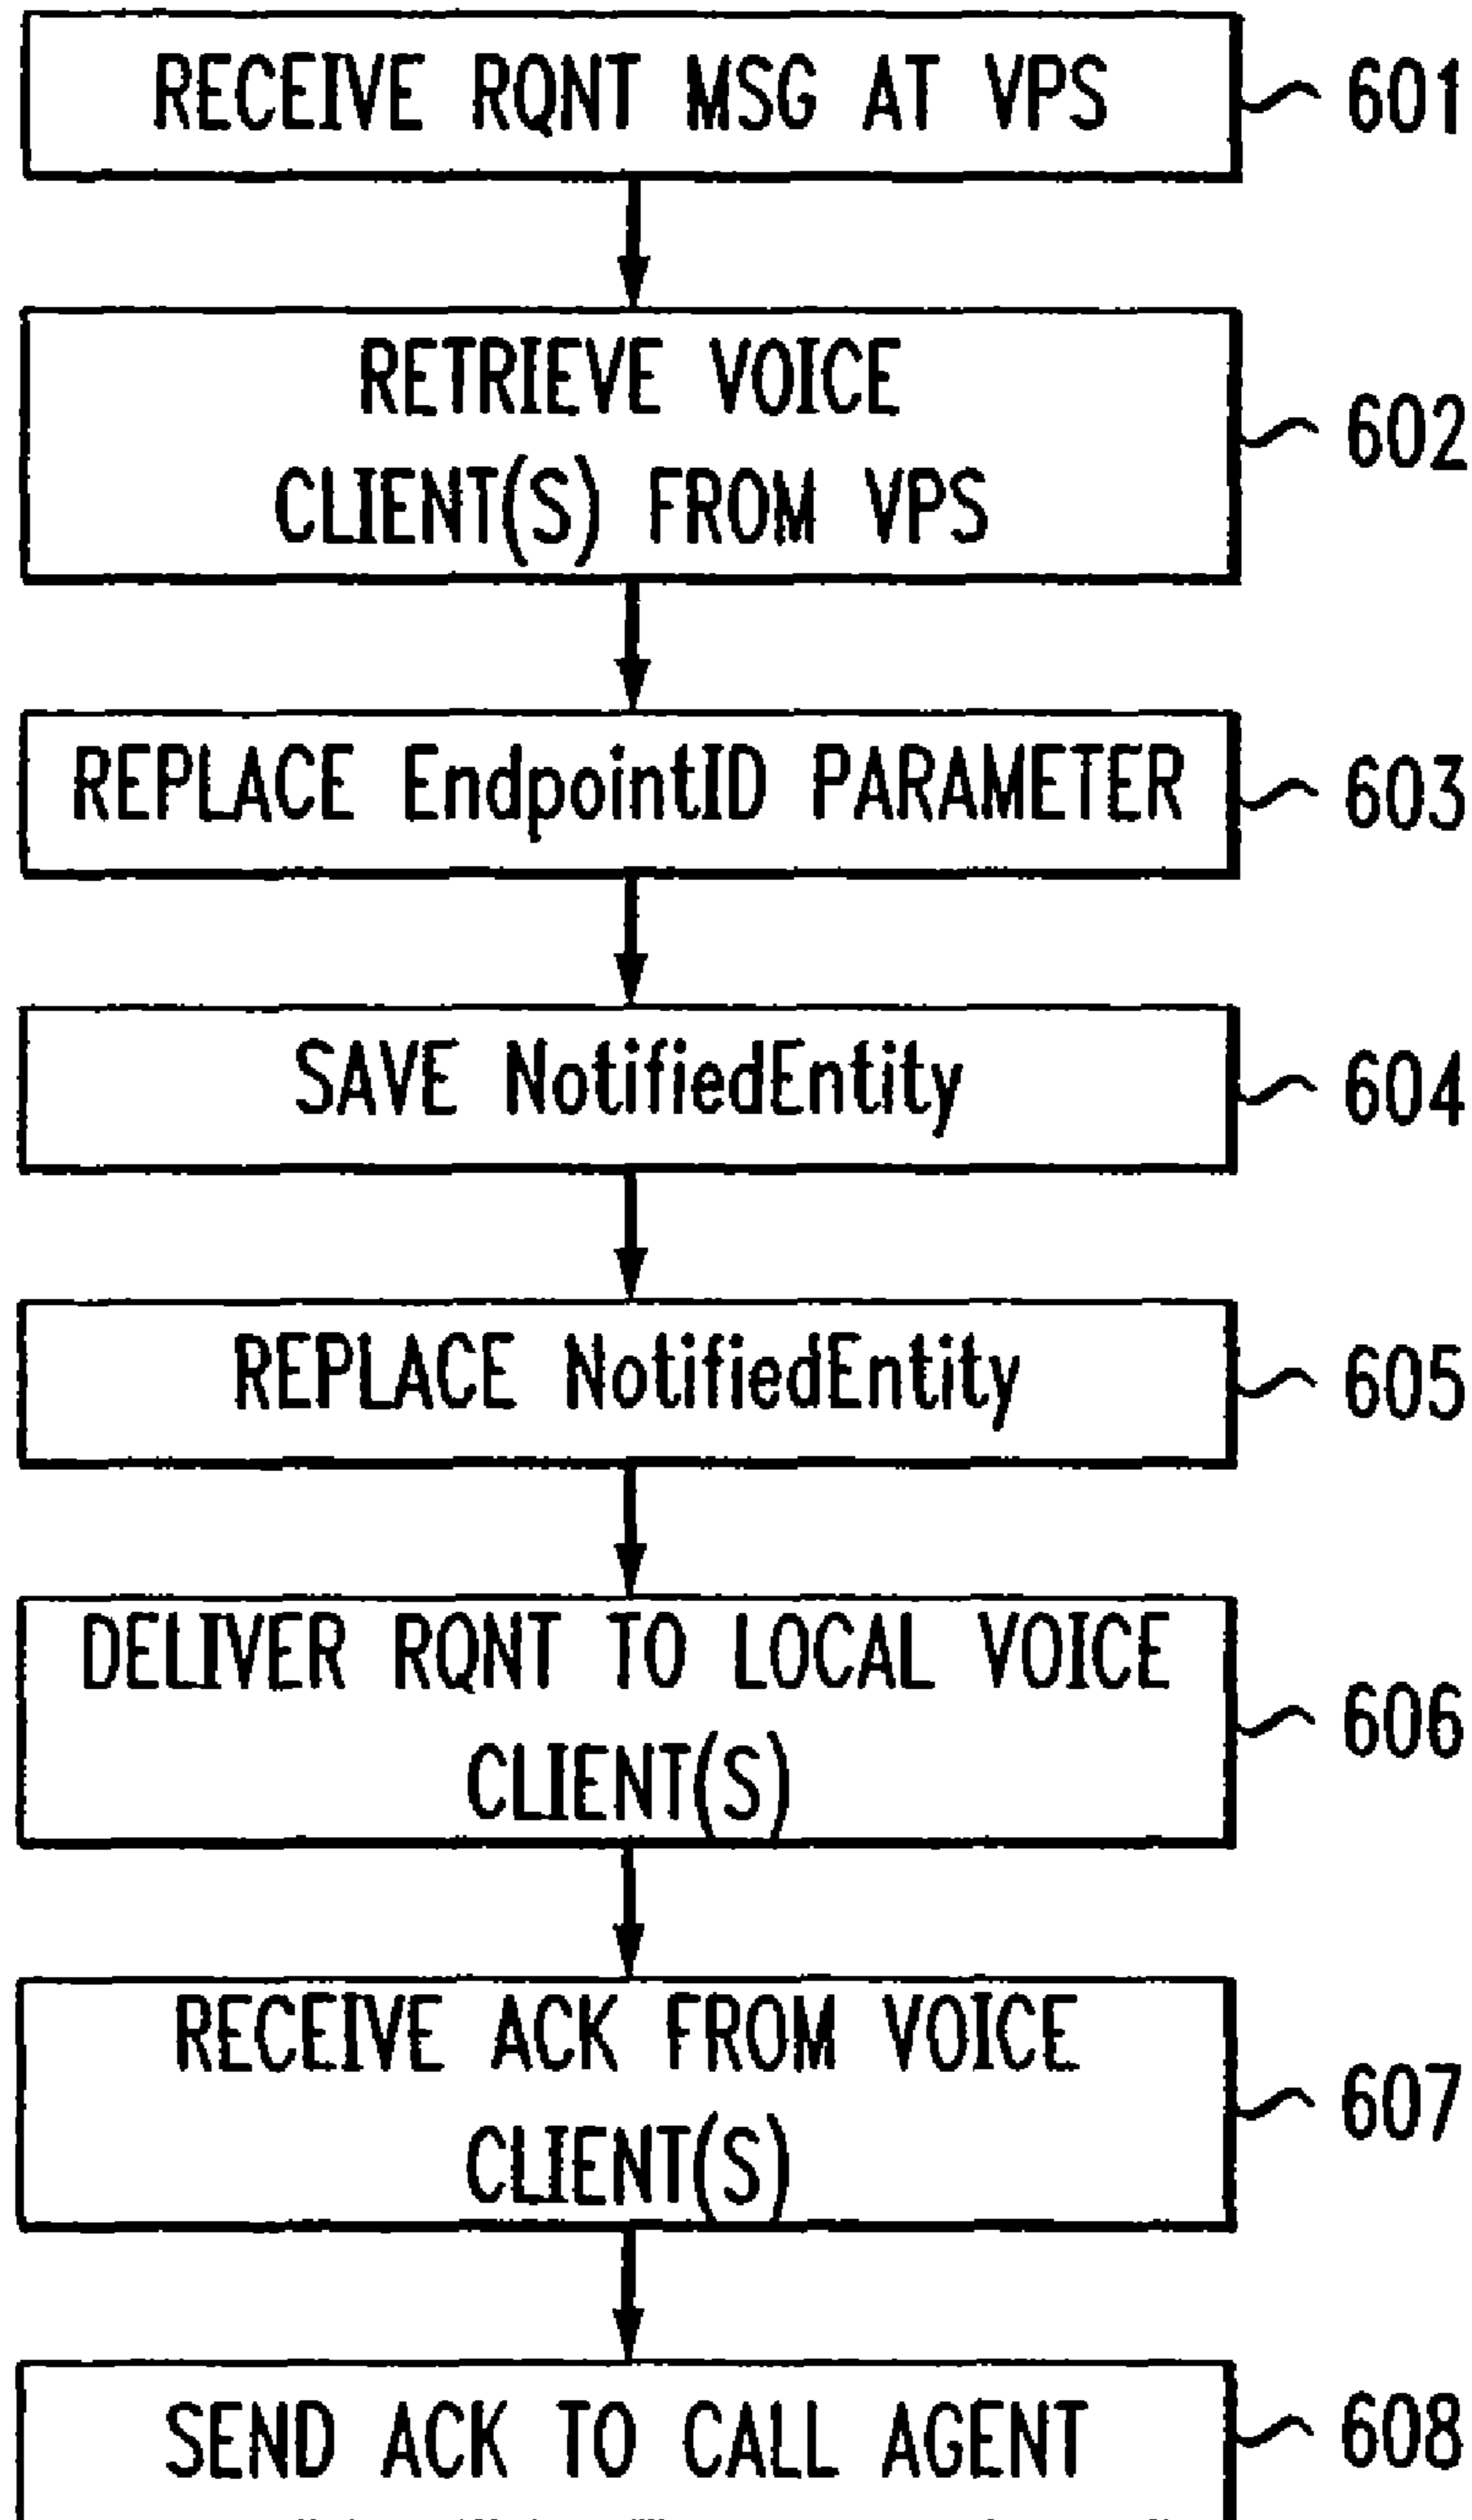 RECEIVE RQNT MSG AT VPS
601
RETRIEVE VOICE
CLIENT(S) FROM VPS
602
REPLACE EndpointID PARAMETER
603
SAVE NotifiedEntity
604
REPLACE NotifiedEntity
605
DELIVER RQNT TO LOCAL VOICE
CLIENT(S)
606
RECEIVE ACK FROM VOICE
CLIENT(S)
607
SEND ACK TO CALL AGENT
608